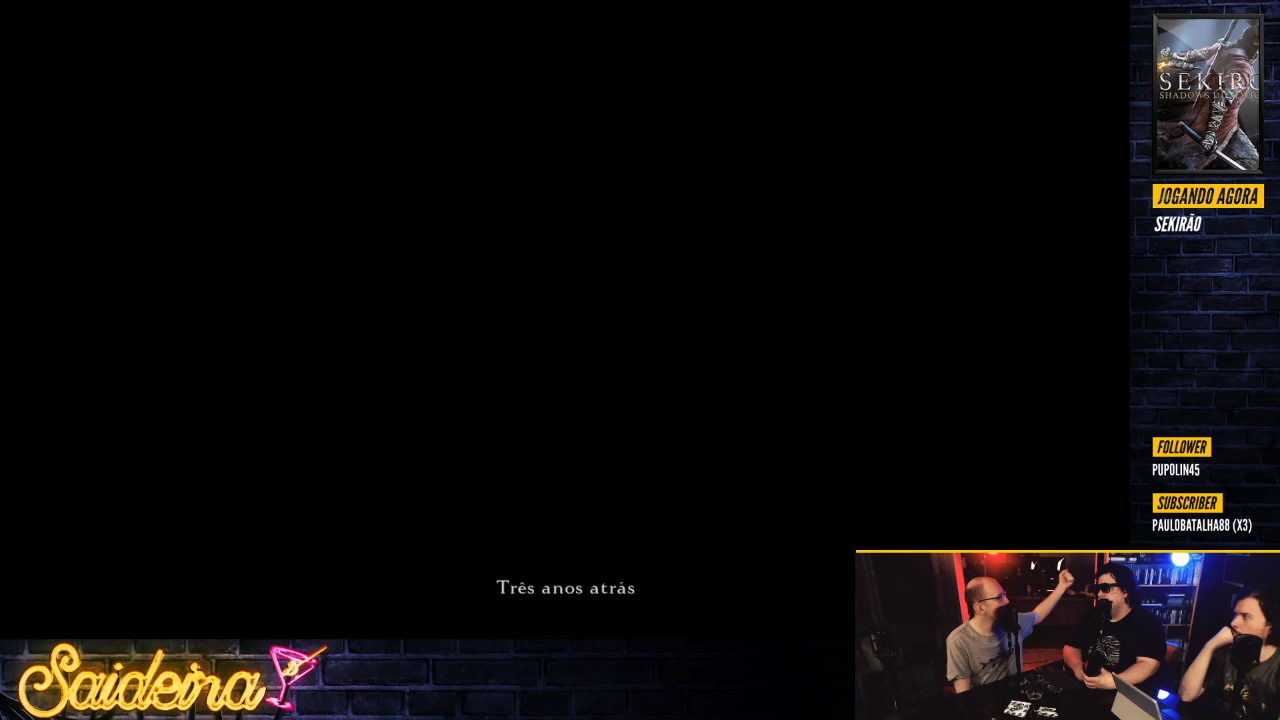 SEKIRO
SHADOWS DIE TWICE
JOGANDO AGORA
SEKIRÃO
FOLLOWER
PUPOLIN45
SUBSCRIBER
PAULOBATALHA88 (X3)
Três anos atrás
Saideira